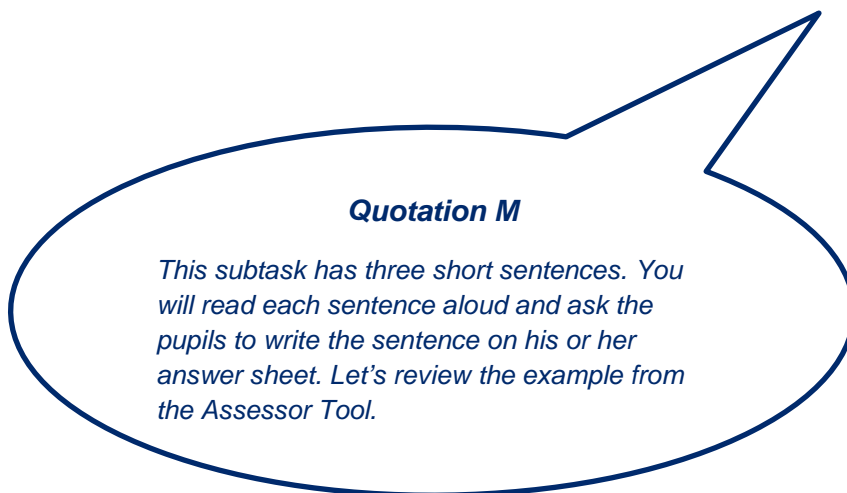 Quotation M
This subtask has three short sentences. You
will read each sentence aloud and ask the
pupils to write the sentence on his or her
answer sheet. Let’s review the example from
the Assessor Tool.